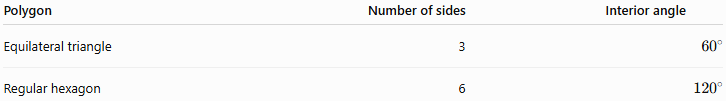 Polygon Number of sides Interior angle
Equilateral triangle 3 60°
Regular hexagon 6 120°